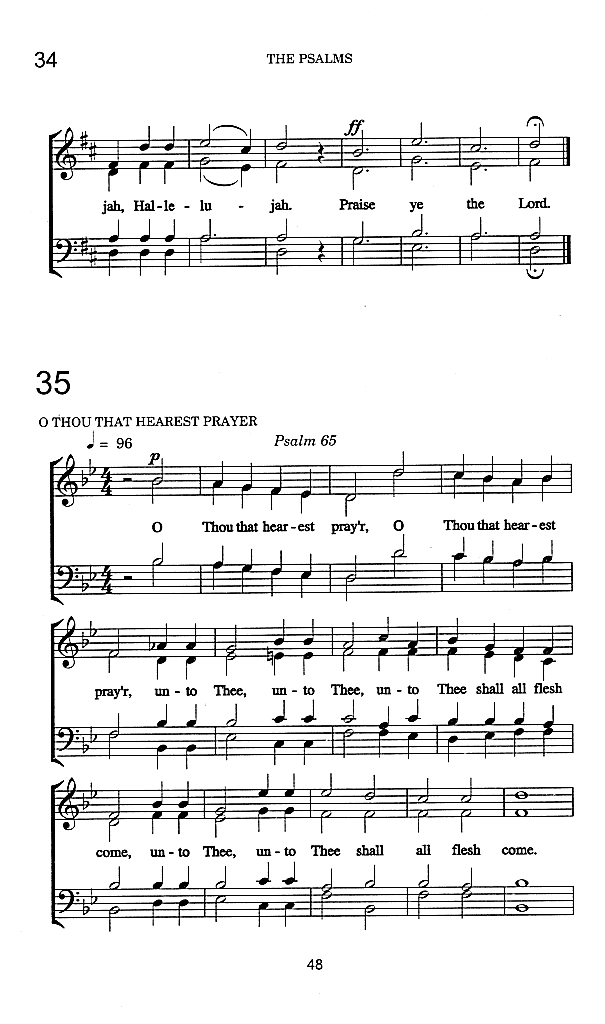 34
THE PSALMS
ff
jah, Hal-le - lu - jah. Praise ye the Lord.
35
O THOU THAT HEAREST PRAYER
♩ = 96
Psalm 65
p
O Thou that hear-est pray'r, O Thou that hear-est
pray'r, un-to Thee, un-to Thee, un-to Thee shall all flesh
come, un-to Thee, un-to Thee shall all flesh come.
48